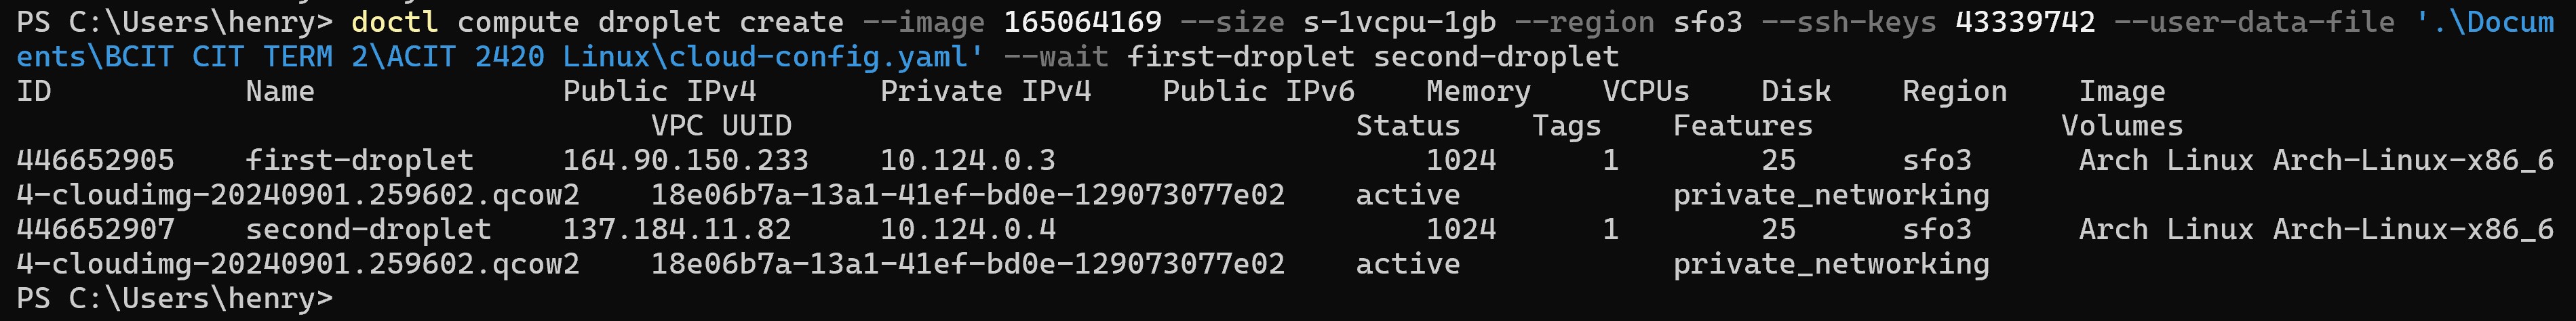 PS C:\Users\henry> doctl compute droplet create --image 165064169 --size s-1vcpu-1gb --region sfo3 --ssh-keys 43339742 --user-data-file '.\Docum
ents\BCIT CIT TERM 2\ACIT 2420 Linux\cloud-config.yaml' --wait first-droplet second-droplet
ID Name Public IPv4 Private IPv4 Public IPv6 Memory VCPUs Disk Region Image
VPC UUID Status Tags Features Volumes
446652905 first-droplet 164.90.150.233 10.124.0.3 1024 1 25 sfo3 Arch Linux Arch-Linux-x86_6
4-cloudimg-20240901.259602.qcow2 18e06b7a-13a1-41ef-bd0e-129073077e02 active private_networking
446652907 second-droplet 137.184.11.82 10.124.0.4 1024 1 25 sfo3 Arch Linux Arch-Linux-x86_6
4-cloudimg-20240901.259602.qcow2 18e06b7a-13a1-41ef-bd0e-129073077e02 active private_networking
PS C:\Users\henry>